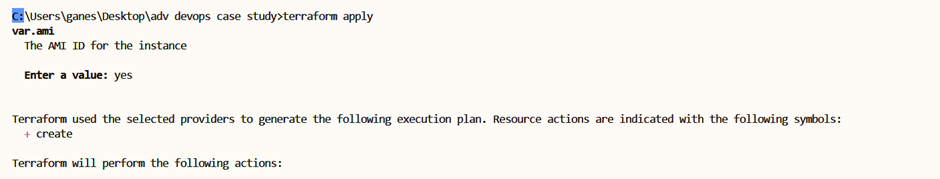 C:\Users\ganes\Desktop\adv devops case study>terraform apply
var.ami
The AMI ID for the instance
Enter a value: yes
Terraform used the selected providers to generate the following execution plan. Resource actions are indicated with the following symbols:
+ create
Terraform will perform the following actions: